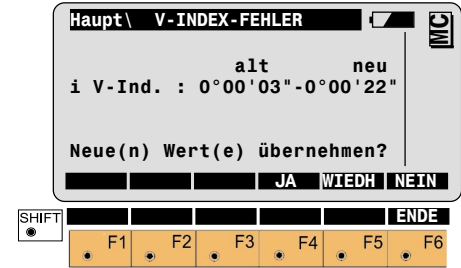 Haupt\ V-INDEX-FEHLER
MC
alt neu
i V-Ind. : 0°00'03"-0°00'22"
Neue(n) Wert(e) übernehmen?
JA WIEDH NEIN
SHIFT ENDE
F1 F2 F3 F4 F5 F6